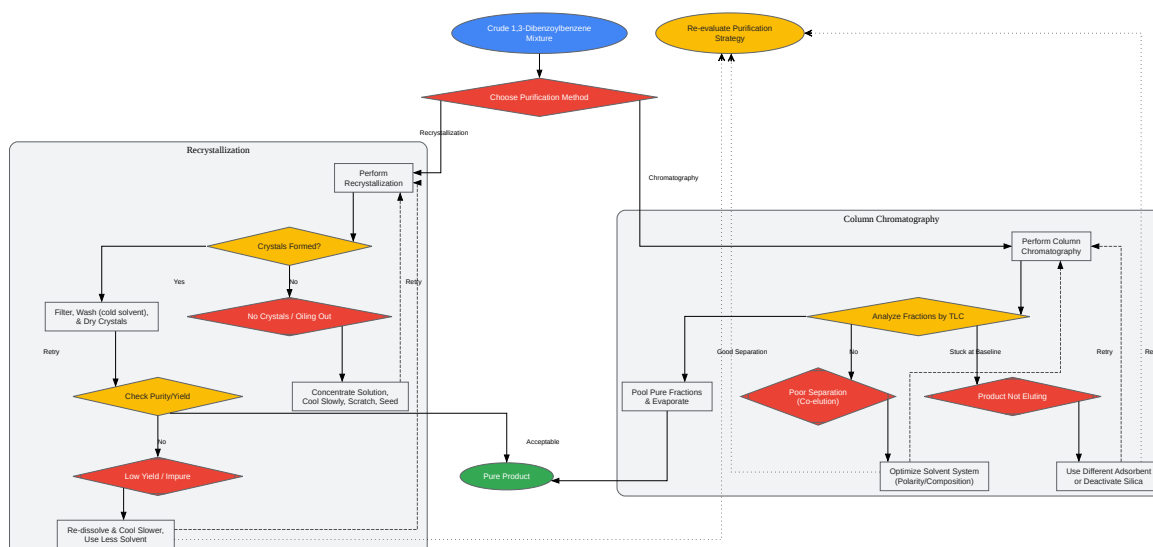 Crude 1,3-Dibenzoylbenzene
Mixture
Re-evaluate Purification
Strategy
Choose Purification Method
Recrystallization
Recrystallization
Perform
Recrystallization
Chromatography
Column Chromatography
Perform Column
Chromatography
Crystals Formed?
Yes
No
Retry
Filter, Wash (cold solvent),
& Dry Crystals
No Crystals / Oiling Out
Analyze Fractions by TLC
Retry
Good Separation
No
Stuck at Baseline
Retry
Check Purity/Yield
Concentrate Solution,
Cool Slowly, Scratch, Seed
Pool Pure Fractions
& Evaporate
Poor Separation
(Co-elution)
Product Not Eluting
No
Acceptable
Low Yield / Impure
Pure Product
Optimize Solvent System
(Polarity/Composition)
Use Different Adsorbent
or Deactivate Silica
Re-dissolve & Cool Slower,
Use Less Solvent